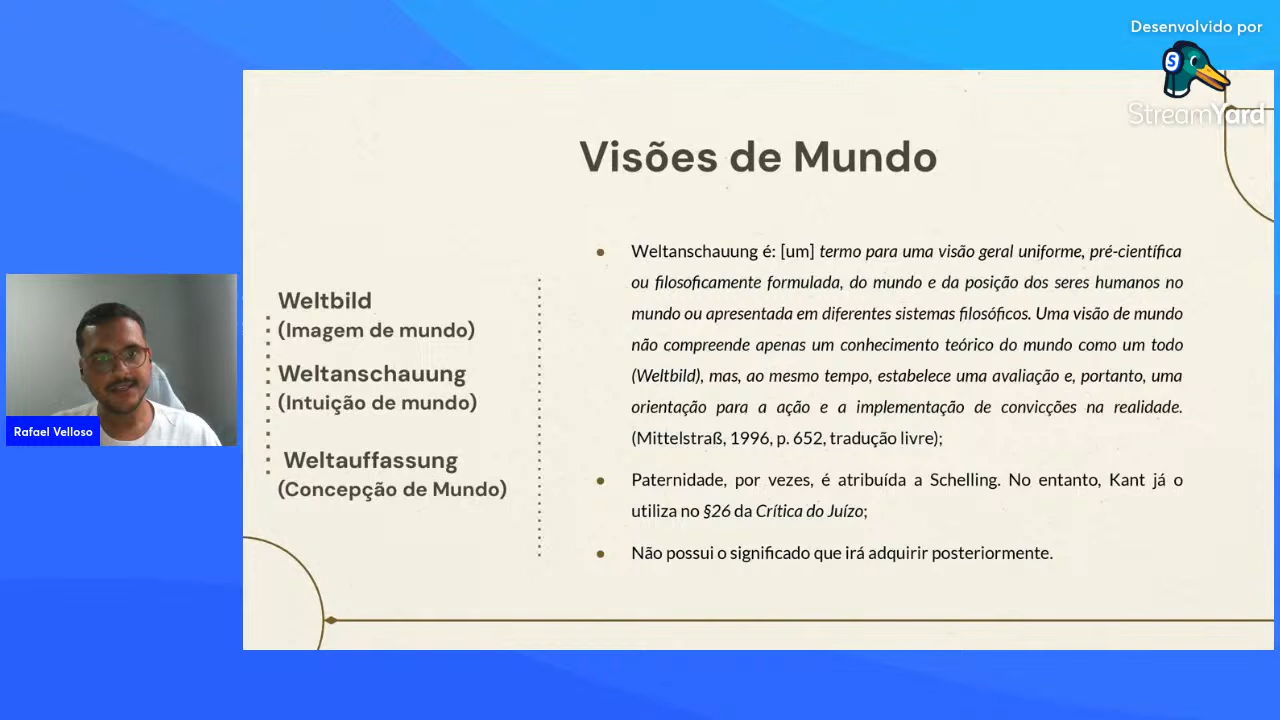 Desenvolvido por
StreamYard
Visões de Mundo
Weltbild
(Imagem de mundo)
Weltanschauung
(Intuição de mundo)
Weltauffassung
(Concepção de Mundo)
• Weltanschauung é: [um] termo para uma visão geral uniforme, pré-científica
ou filosoficamente formulada, do mundo e da posição dos seres humanos no
mundo ou apresentada em diferentes sistemas filosóficos. Uma visão de mundo
não compreende apenas um conhecimento teórico do mundo como um todo
(Weltbild), mas, ao mesmo tempo, estabelece uma avaliação e, portanto, uma
orientação para a ação e a implementação de convicções na realidade.
(Mittelstraß, 1996, p. 652, tradução livre);
• Paternidade, por vezes, é atribuída a Schelling. No entanto, Kant já o
utiliza no §26 da Crítica do Juízo;
• Não possui o significado que irá adquirir posteriormente.
Rafael Velloso